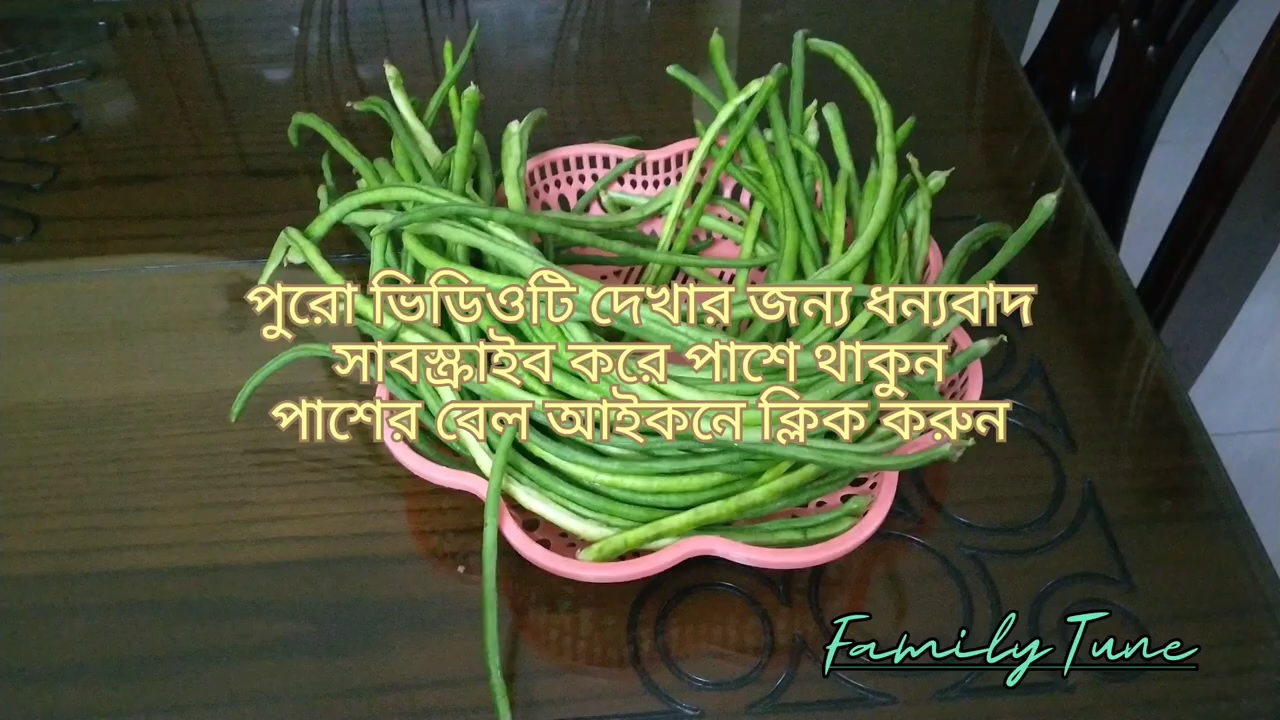 পুরো ভিডিওটি দেখার জন্য ধন্যবাদ
সাবস্ক্রাইব করে পাশে থাকুন
পাশের বেল আইকনে ক্লিক করুন
Family Tune